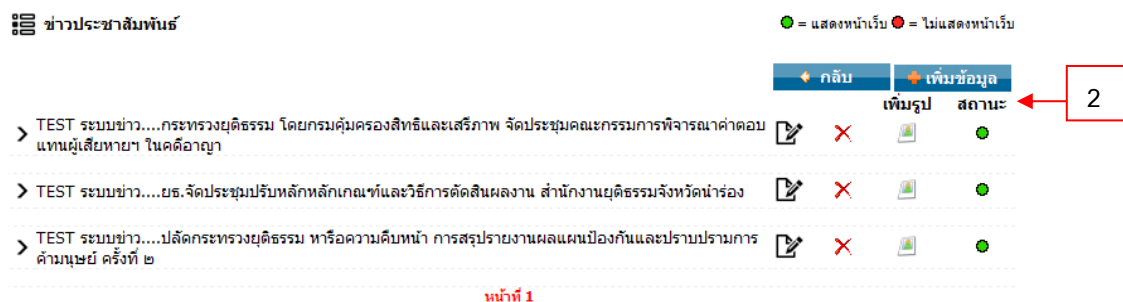 ข่าวประชาสัมพันธ์
= แสดงหน้าเว็บ = ไม่แสดงหน้าเว็บ
กลับ เพิ่มข้อมูล
2
เพิ่มรูป สถานะ
TEST ระบบข่าว....กระทรวงยุติธรรม โดยกรมคุ้มครองสิทธิและเสรีภาพ จัดประชุมคณะกรรมการพิจารณาค่าตอบ
แทนผู้เสียหายฯ ในคดีอาญา
TEST ระบบข่าว....ยธ.จัดประชุมปรับหลักหลักเกณฑ์และวิธีการตัดสินผลงาน สำนักงานยุติธรรมจังหวัดนำร่อง
TEST ระบบข่าว....ปลัดกระทรวงยุติธรรม หารือความคืบหน้า การสรุปรายงานผลแผนป้องกันและปราบปรามการ
ค้ามนุษย์ ครั้งที่ ๒
หน้าที่ 1